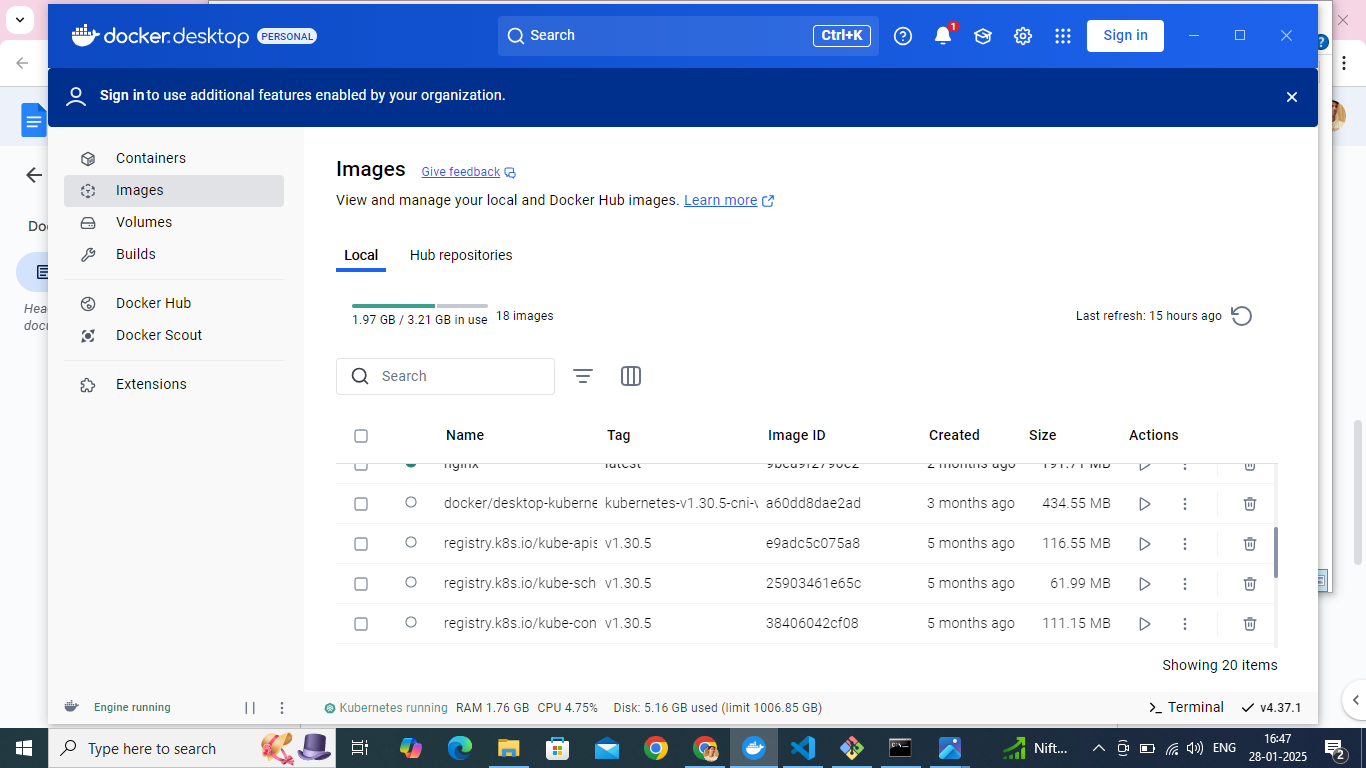 docker.desktop PERSONAL
Search Ctrl+K
1
Sign in
Sign in to use additional features enabled by your organization.
Containers
Images
Volumes
Builds
Docker Hub
Docker Scout
Extensions
Images Give feedback
View and manage your local and Docker Hub images. Learn more
Local Hub repositories
1.97 GB / 3.21 GB in use 18 images
Last refresh: 15 hours ago
Search
Name Tag Image ID Created Size Actions
nginx latest 9bea9f2796e2 2 months ago 191.71 MB
docker/desktop-kuberne kubernetes-v1.30.5-cni-v a60dd8dae2ad 3 months ago 434.55 MB
registry.k8s.io/kube-apis v1.30.5 e9adc5c075a8 5 months ago 116.55 MB
registry.k8s.io/kube-sch v1.30.5 25903461e65c 5 months ago 61.99 MB
registry.k8s.io/kube-con v1.30.5 38406042cf08 5 months ago 111.15 MB
Showing 20 items
Engine running
Kubernetes running RAM 1.76 GB CPU 4.75% Disk: 5.16 GB used (limit 1006.85 GB)
Terminal v4.37.1
Type here to search
Nift...
ENG
16:47
28-01-2025
2